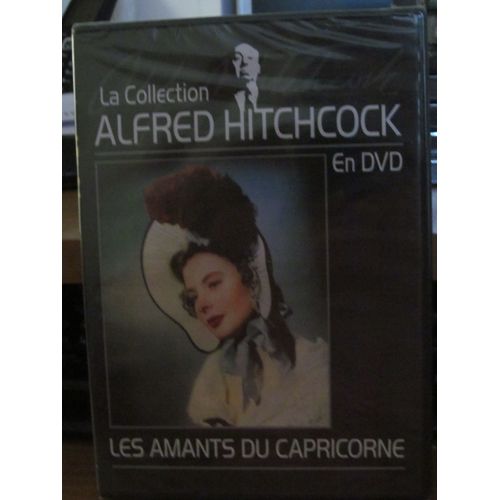 La Collection
ALFRED HITCHCOCK
En DVD
LES AMANTS DU CAPRICORNE